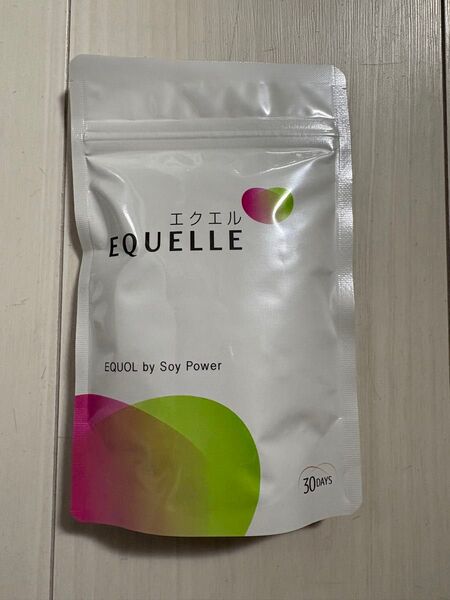 エクエル
EQUELLE
EQUOL by Soy Power
30DAYS